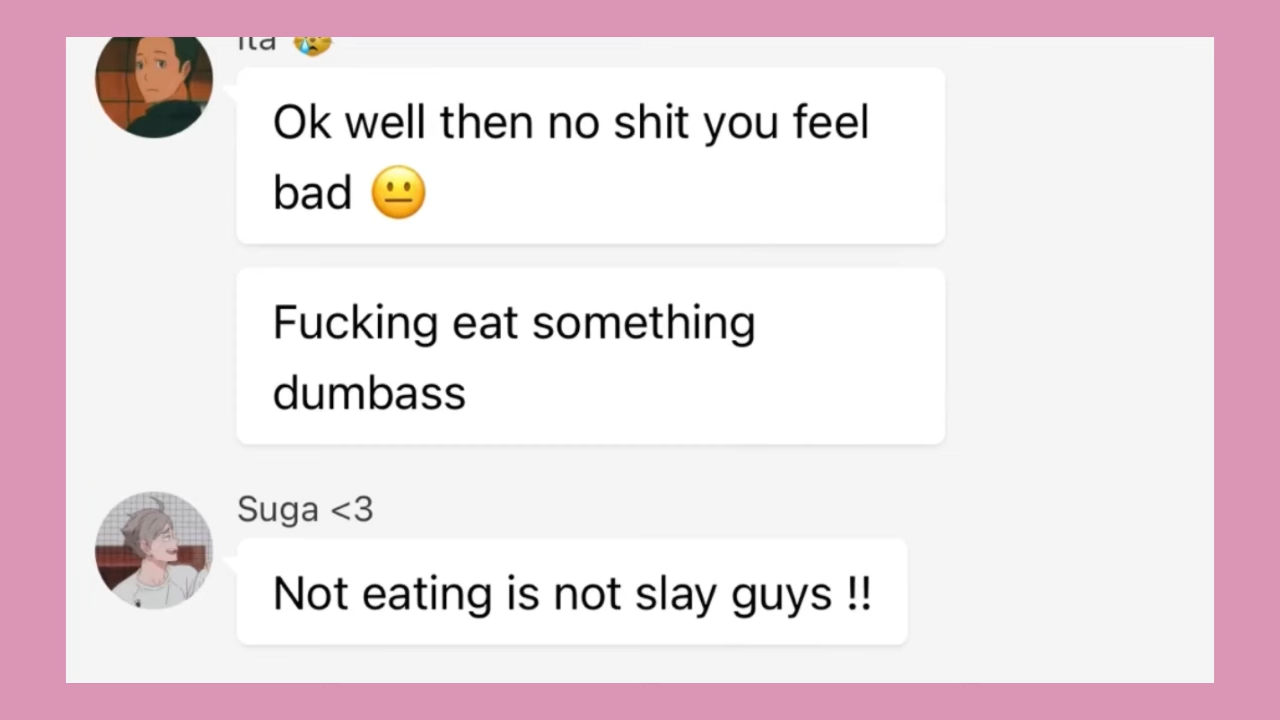 Ita 😿
Ok well then no shit you feel
bad 😐
Fucking eat something
dumbass
Suga <3
Not eating is not slay guys !!